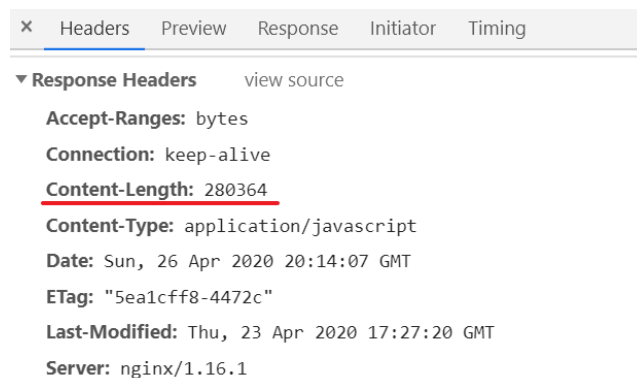 × Headers Preview Response Initiator Timing
▼ Response Headers view source
Accept-Ranges: bytes
Connection: keep-alive
Content-Length: 280364
Content-Type: application/javascript
Date: Sun, 26 Apr 2020 20:14:07 GMT
ETag: "5ea1cff8-4472c"
Last-Modified: Thu, 23 Apr 2020 17:27:20 GMT
Server: nginx/1.16.1